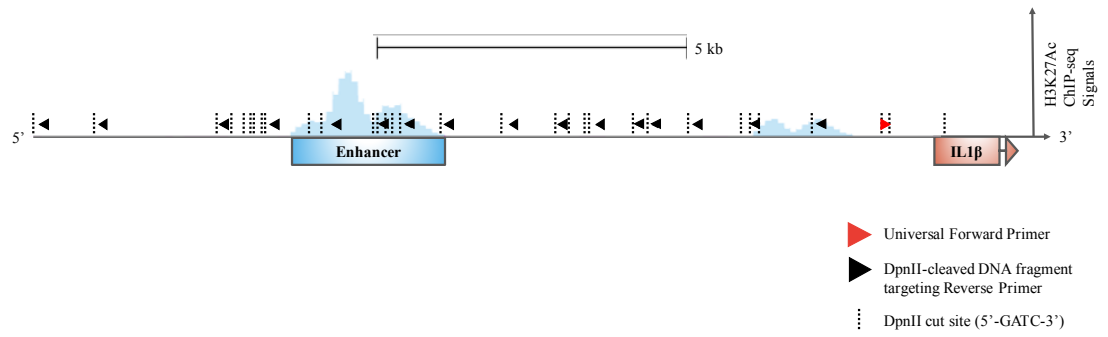 H3K27Ac
ChIP-seq
Signals
5 kb
5’
3’
Enhancer
IL1β
Universal Forward Primer
DpnII-cleaved DNA fragment
targeting Reverse Primer
DpnII cut site (5’-GATC-3’)